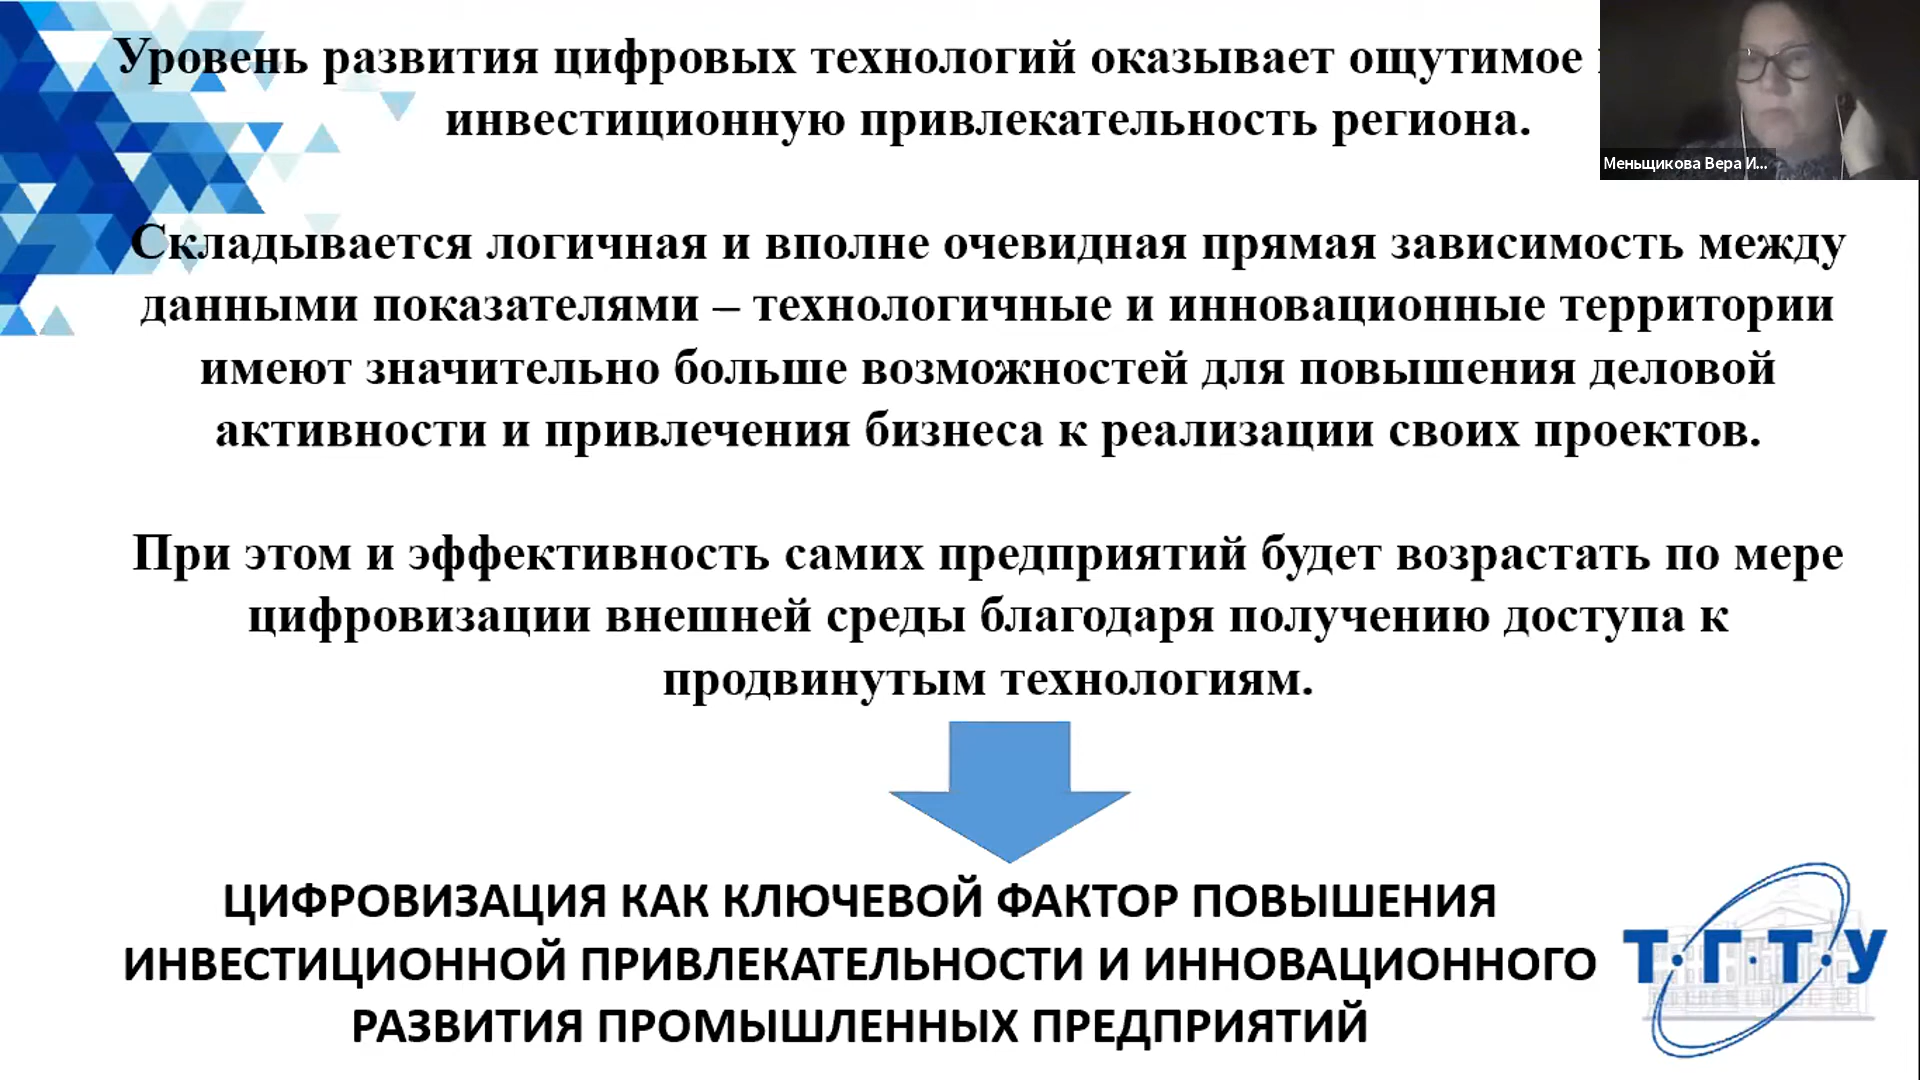 Уровень развития цифровых технологий оказывает ощутимое
инвестиционную привлекательность региона.
Меньщикова Вера И...
Складывается логичная и вполне очевидная прямая зависимость между
данными показателями – технологичные и инновационные территории
имеют значительно больше возможностей для повышения деловой
активности и привлечения бизнеса к реализации своих проектов.
При этом и эффективность самих предприятий будет возрастать по мере
цифровизации внешней среды благодаря получению доступа к
продвинутым технологиям.
ЦИФРОВИЗАЦИЯ КАК КЛЮЧЕВОЙ ФАКТОР ПОВЫШЕНИЯ
ИНВЕСТИЦИОННОЙ ПРИВЛЕКАТЕЛЬНОСТИ И ИННОВАЦИОННОГО
РАЗВИТИЯ ПРОМЫШЛЕННЫХ ПРЕДПРИЯТИЙ
Т·Г·Т·У